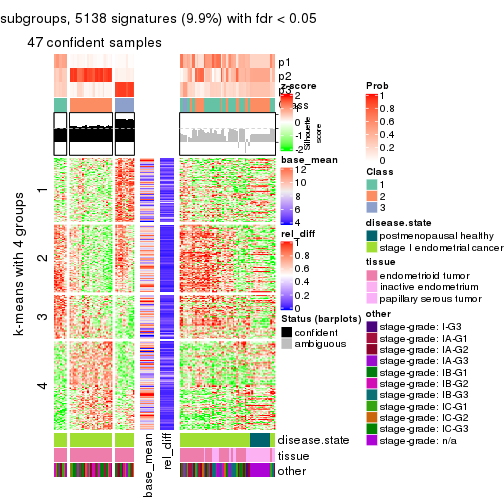 subgroups, 5138 signatures (9.9%) with fdr < 0.05
47 confident samples
p1
p2
p3
Class
z-score
2
1
0
-1
-2
Silhouette
score
k-means with 4 groups
1
2
3
4
base_mean
12
10
8
6
4
rel_diff
1
0.8
0.6
0.4
0.2
0
Status (barplots)
confident
ambiguous
disease.state
tissue
other
base_mean
rel_diff
Prob
1
0.8
0.6
0.4
0.2
0
Class
1
2
3
disease.state
postmenopausal healthy
stage I endometrial cancer
tissue
endometrioid tumor
inactive endometrium
papillary serous tumor
other
stage-grade: I-G3
stage-grade: IA-G1
stage-grade: IA-G2
stage-grade: IA-G3
stage-grade: IB-G1
stage-grade: IB-G2
stage-grade: IB-G3
stage-grade: IC-G1
stage-grade: IC-G2
stage-grade: IC-G3
stage-grade: n/a